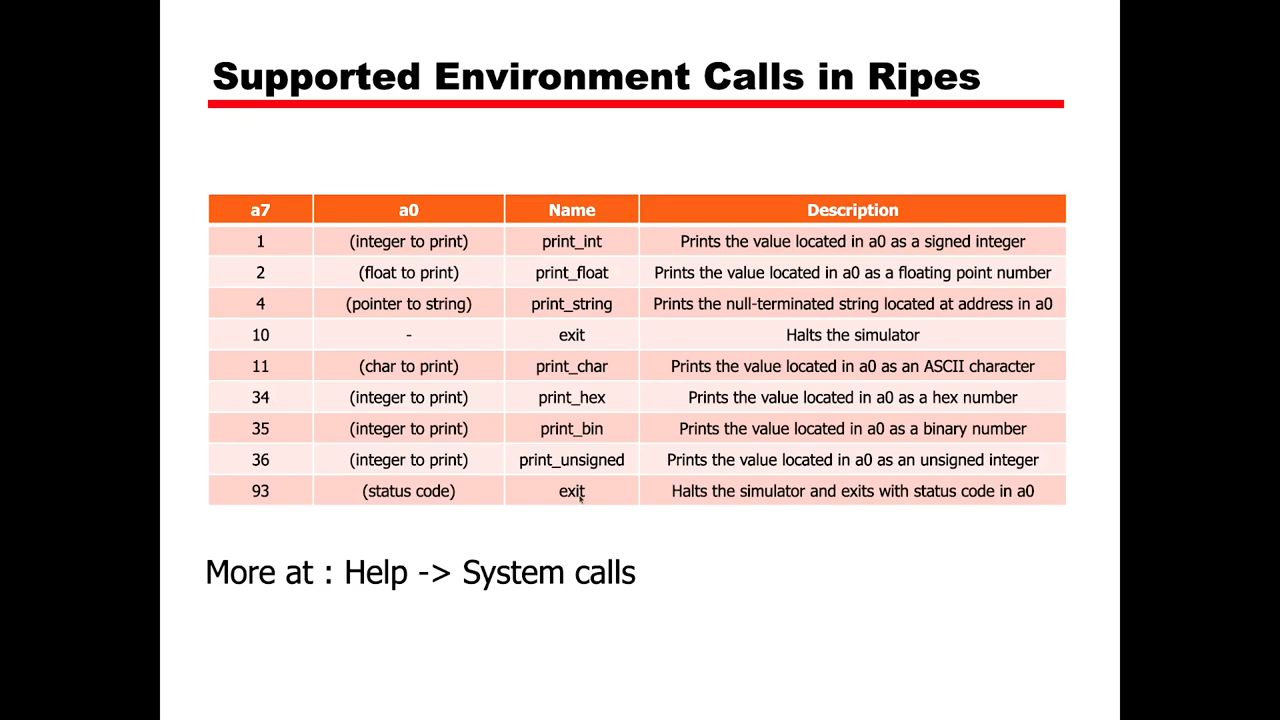 Supported Environment Calls in Ripes
a7 a0 Name Description
1 (integer to print) print_int Prints the value located in a0 as a signed integer
2 (float to print) print_float Prints the value located in a0 as a floating point number
4 (pointer to string) print_string Prints the null-terminated string located at address in a0
10 - exit Halts the simulator
11 (char to print) print_char Prints the value located in a0 as an ASCII character
34 (integer to print) print_hex Prints the value located in a0 as a hex number
35 (integer to print) print_bin Prints the value located in a0 as a binary number
36 (integer to print) print_unsigned Prints the value located in a0 as an unsigned integer
93 (status code) exit Halts the simulator and exits with status code in a0
More at : Help -> System calls